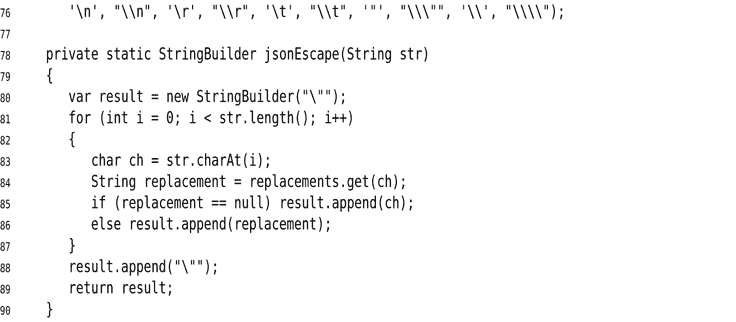 76 '\n', "\\n", '\r', "\\r", '\t', "\\t", '"', "\\\"", '\\', "\\\\");
77
78 private static StringBuilder jsonEscape(String str)
79 {
80 var result = new StringBuilder("\"");
81 for (int i = 0; i < str.length(); i++)
82 {
83 char ch = str.charAt(i);
84 String replacement = replacements.get(ch);
85 if (replacement == null) result.append(ch);
86 else result.append(replacement);
87 }
88 result.append("\"");
89 return result;
90 }